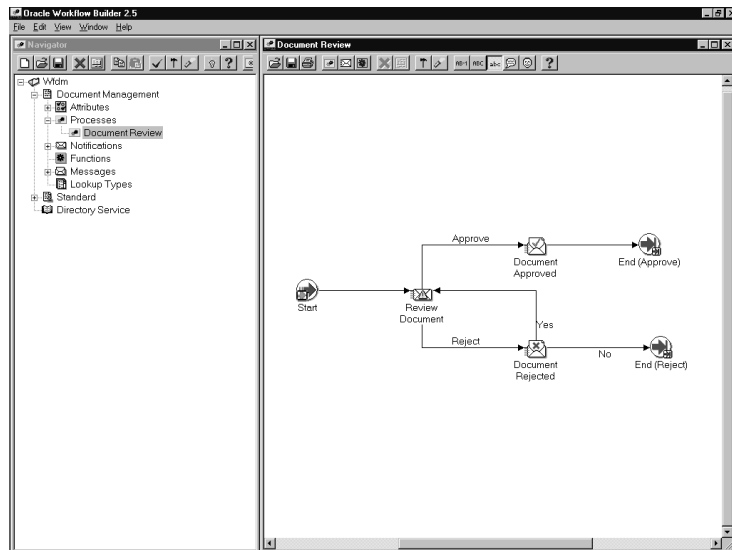 Oracle Workflow Builder 2.5
File Edit View Window Help
Navigator
Wfdm
Document Management
Attributes
Processes
Document Review
Notifications
Functions
Messages
Lookup Types
Standard
Directory Service
Document Review
Approve
Document
Approved
End (Approve)
Start
Review
Document
Yes
Reject
No
Document
Rejected
End (Reject)